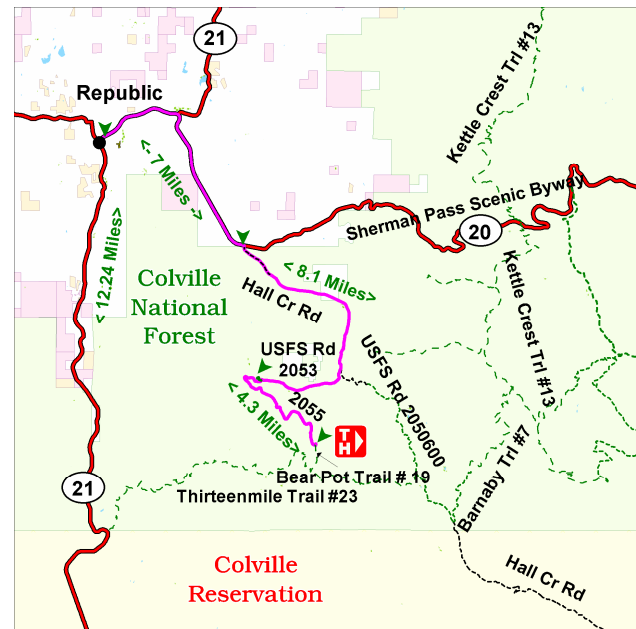 21
Republic
Kettle Crest Trl #13
<- 7 Miles ->
Sherman Pass Scenic Byway
20
< 12.24 Miles>
Colville
National
Forest
< 8.1 Miles>
Hall Cr Rd
Kettle Crest Trl #13
USFS Rd
2053
USFS Rd 2050600
2055
< 4.3 Miles>
TH
Barnaby Trl #7
Bear Pot Trail # 19
Thirteenmile Trail #23
21
Colville
Reservation
Hall Cr Rd